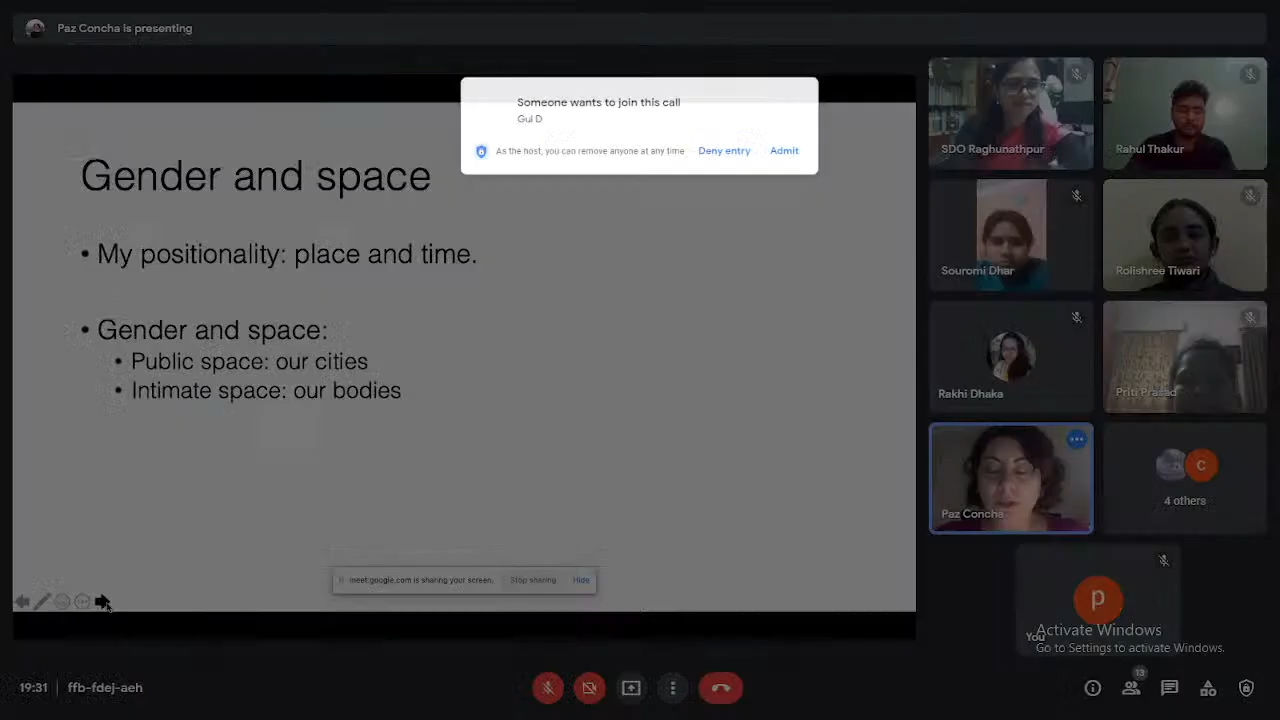 Paz Concha is presenting
Someone wants to join this call
Gul D
As the host, you can remove anyone at any time
Deny entry
Admit
Gender and space
• My positionality: place and time.
• Gender and space:
• Public space: our cities
• Intimate space: our bodies
meet.google.com is sharing your screen.
Stop sharing
Hide
SDO Raghunathpur
Rahul Thakur
Souromi Dhar
Rolishree Tiwari
Rakhi Dhaka
Priti Prasad
Paz Concha
C
4 others
p
You
Activate Windows
Go to Settings to activate Windows.
19:31 | ffb-fdej-aeh
13